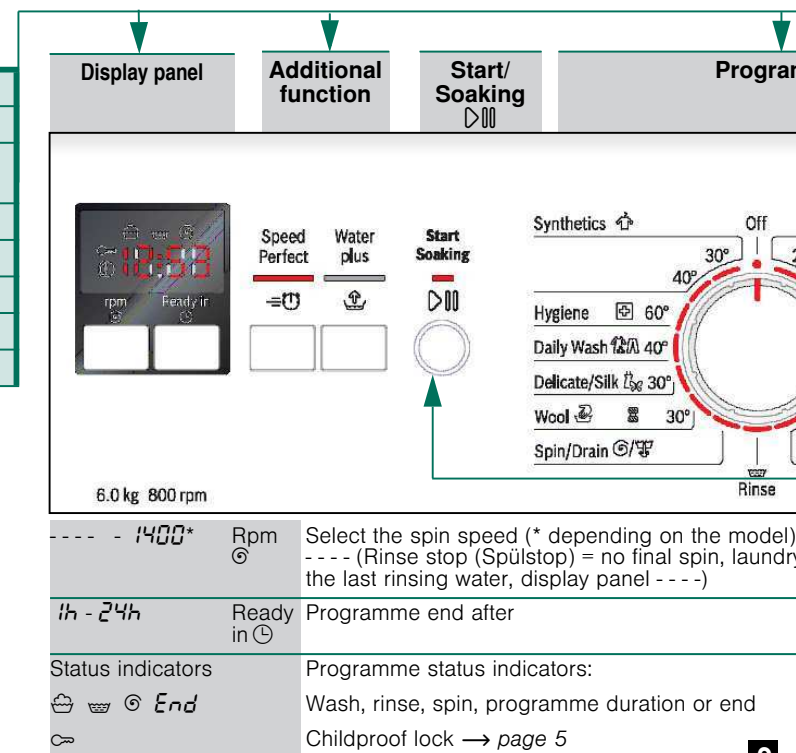 Display panel
Additional function
Start/ Soaking
Program
Speed Perfect
Water plus
Start Soaking
Synthetics
Off
30°
40°
Hygiene 60°
Daily Wash 40°
Delicate/Silk 30°
Wool 30°
Spin/Drain /
Rinse
rpm
Ready in
6.0 kg 800 rpm
- - - - - 1400* Rpm Select the spin speed (* depending on the model)
- - - - (Rinse stop (Spülstop) = no final spin, laundry
the last rinsing water, display panel - - - -)
1h - 24h Ready in Programme end after
Status indicators Programme status indicators:
End Wash, rinse, spin, programme duration or end
Childproof lock → page 5